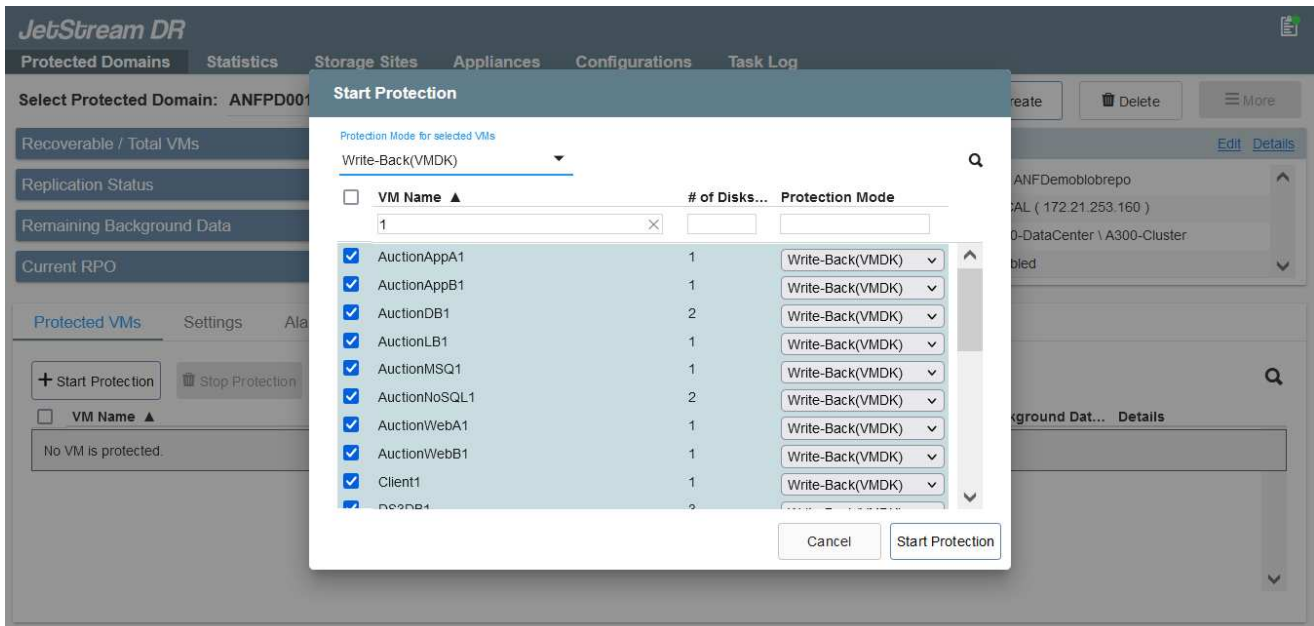 JetStream DR
Protected Domains Statistics Storage Sites Appliances Configurations Task Log
Select Protected Domain: ANFPD001
reate
Delete
More
Recoverable / Total VMs
Replication Status
Remaining Background Data
Current RPO
Edit Details
ANFDemoblobrepo
CAL ( 172.21.253.160 )
0-DataCenter \ A300-Cluster
bled
Protected VMs Settings Ala
+ Start Protection
Stop Protection
VM Name ▲
kground Dat... Details
No VM is protected.
Start Protection
Protection Mode for selected VMs
Write-Back(VMDK)
VM Name ▲ # of Disks... Protection Mode
1
AuctionAppA1 1 Write-Back(VMDK)
AuctionAppB1 1 Write-Back(VMDK)
AuctionDB1 2 Write-Back(VMDK)
AuctionLB1 1 Write-Back(VMDK)
AuctionMSQ1 1 Write-Back(VMDK)
AuctionNoSQL1 2 Write-Back(VMDK)
AuctionWebA1 1 Write-Back(VMDK)
AuctionWebB1 1 Write-Back(VMDK)
Client1 1 Write-Back(VMDK)
DS3DB1
Cancel
Start Protection